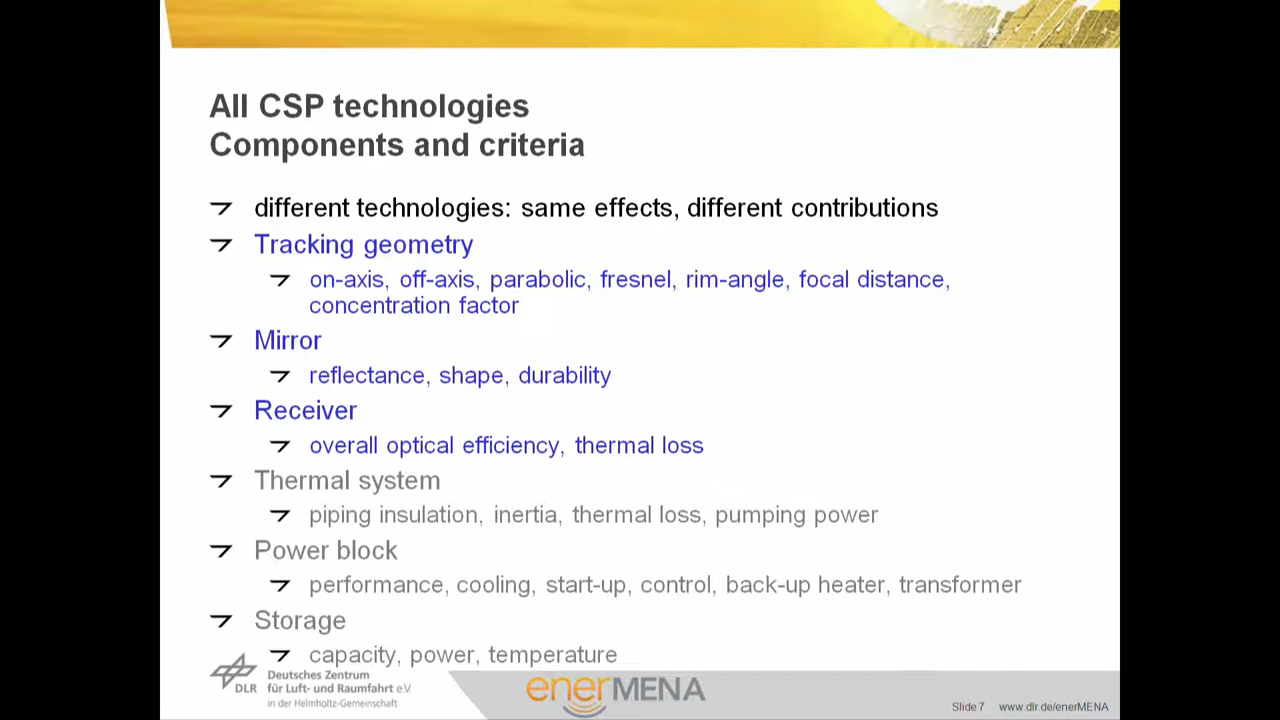 All CSP technologies
Components and criteria
different technologies: same effects, different contributions
Tracking geometry
on-axis, off-axis, parabolic, fresnel, rim-angle, focal distance,
concentration factor
Mirror
reflectance, shape, durability
Receiver
overall optical efficiency, thermal loss
Thermal system
piping insulation, inertia, thermal loss, pumping power
Power block
performance, cooling, start-up, control, back-up heater, transformer
Storage
capacity, power, temperature
DLR
Deutsches Zentrum
für Luft- und Raumfahrt e.V.
in der Helmholtz-Gemeinschaft
enerMENA
Slide 7 www.dlr.de/enerMENA